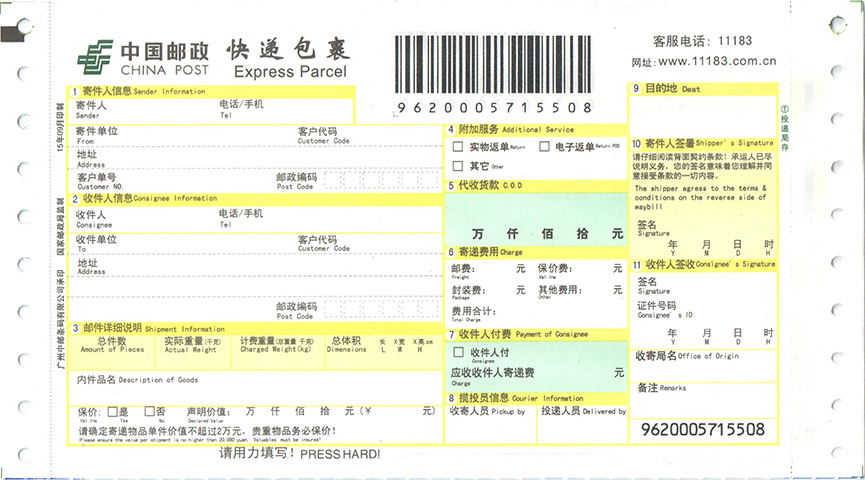 中国邮政 快递包裹
CHINA POST Express Parcel
9620005715508
客服电话：11183
网址：www.11183.com.cn
1 寄件人信息 Sender Information
寄件人 电话/手机
Sender Tel
寄件单位 客户代码
From Customer Code
地址
Address
客户单号 邮政编码
Customer NO. Post Code
2 收件人信息 Consignee Information
收件人 电话/手机
Consignee Tel
收件单位 客户代码
To Customer Code
地址
Address
邮政编码
Post Code
3 邮件详细说明 Shipment Information
总件数 实际重量(千克) 计费重量(总重量 千克) 总体积 长 X宽 X高cm
Amount of Pieces Actual Weight Charged Weight(kg) Dimensions L W H
内件品名 Description of Goods
保价： 是 否 声明价值： 万 仟 佰 拾 元（￥ 元）
Val.ins Yes No Declared Value
请确定寄递物品单件价值不超过2万元，贵重物品务必保价！
Please ensure the value per shipment is no higher than 20,000 yuan. Valuables must be insured!
请用力填写！PRESS HARD!
4 附加服务 Additional Service
实物返单 Return 电子返单 Return POD
其它 Other
5 代收货款 C.O.D
万 仟 佰 拾 元
6 寄递费用 Charge
邮费： 元 保价费： 元
Freight Val.ins
封装费： 元 其他费用： 元
Package Other
费用合计：
Total Charge
7 收件人付费 Payment of Consignee
收件人付
Consignee
应收收件人寄递费 元
Charge
8 揽投员信息 Courier Information
收寄人员 Pickup by 投递人员 Delivered by
9 目的地 Dest
10 寄件人签署 Shipper's Signature
请仔细阅读背面契约条款！承运人已尽
说明义务，您的签名意味着您理解并同
意接受条款的一切内容。
The shipper agress to the terms &
conditions on the reverse side of
waybill
签名
Signature
年 月 日 时
Y M D H
11 收件人签收 Consignee's Signature
签名
Signature
证件号码
Consignee's ID
年 月 日 时
Y M D H
收寄局名 Office of Origin
备注 Remarks
9620005715508
①投递局存
15年09月印制
国家邮政局监制
广州中邮条码有限公司承印